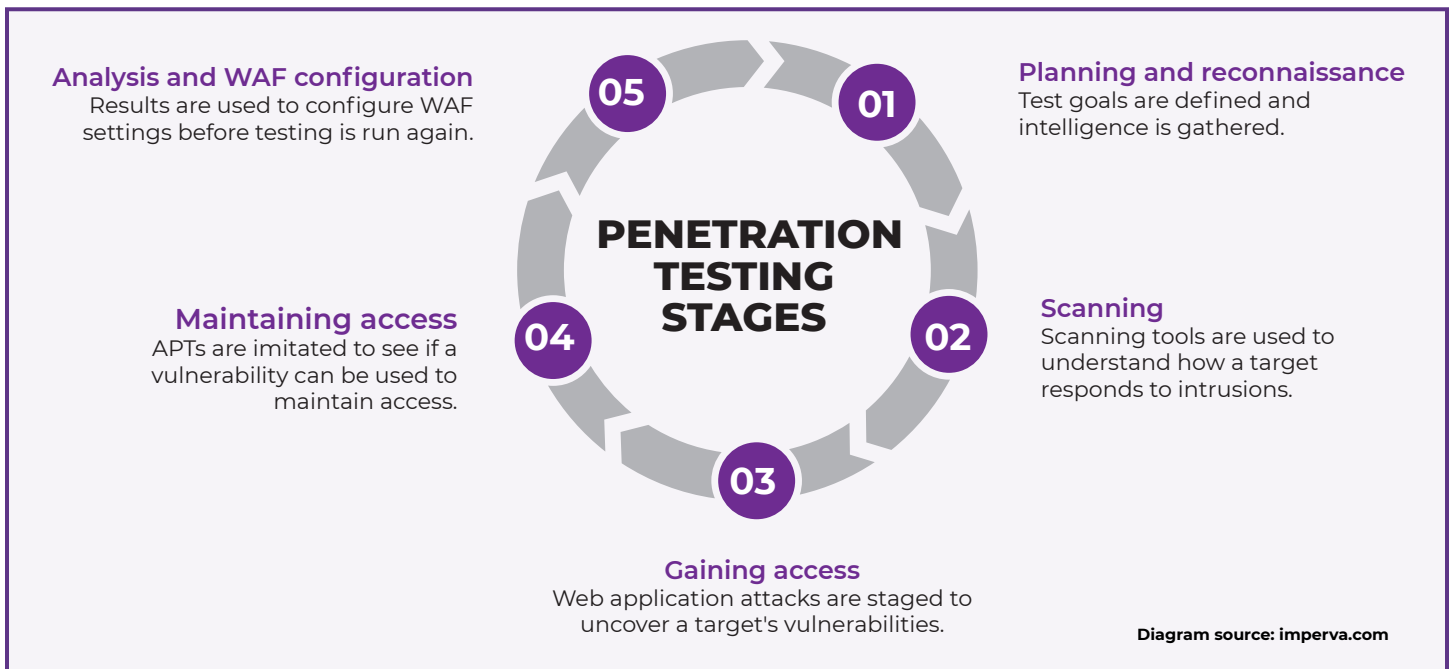 PENETRATION
TESTING
STAGES
01
Planning and reconnaissance
Test goals are defined and
intelligence is gathered.
02
Scanning
Scanning tools are used to
understand how a target
responds to intrusions.
03
Gaining access
Web application attacks are staged to
uncover a target's vulnerabilities.
04
Maintaining access
APTs are imitated to see if a
vulnerability can be used to
maintain access.
05
Analysis and WAF configuration
Results are used to configure WAF
settings before testing is run again.
Diagram source: imperva.com